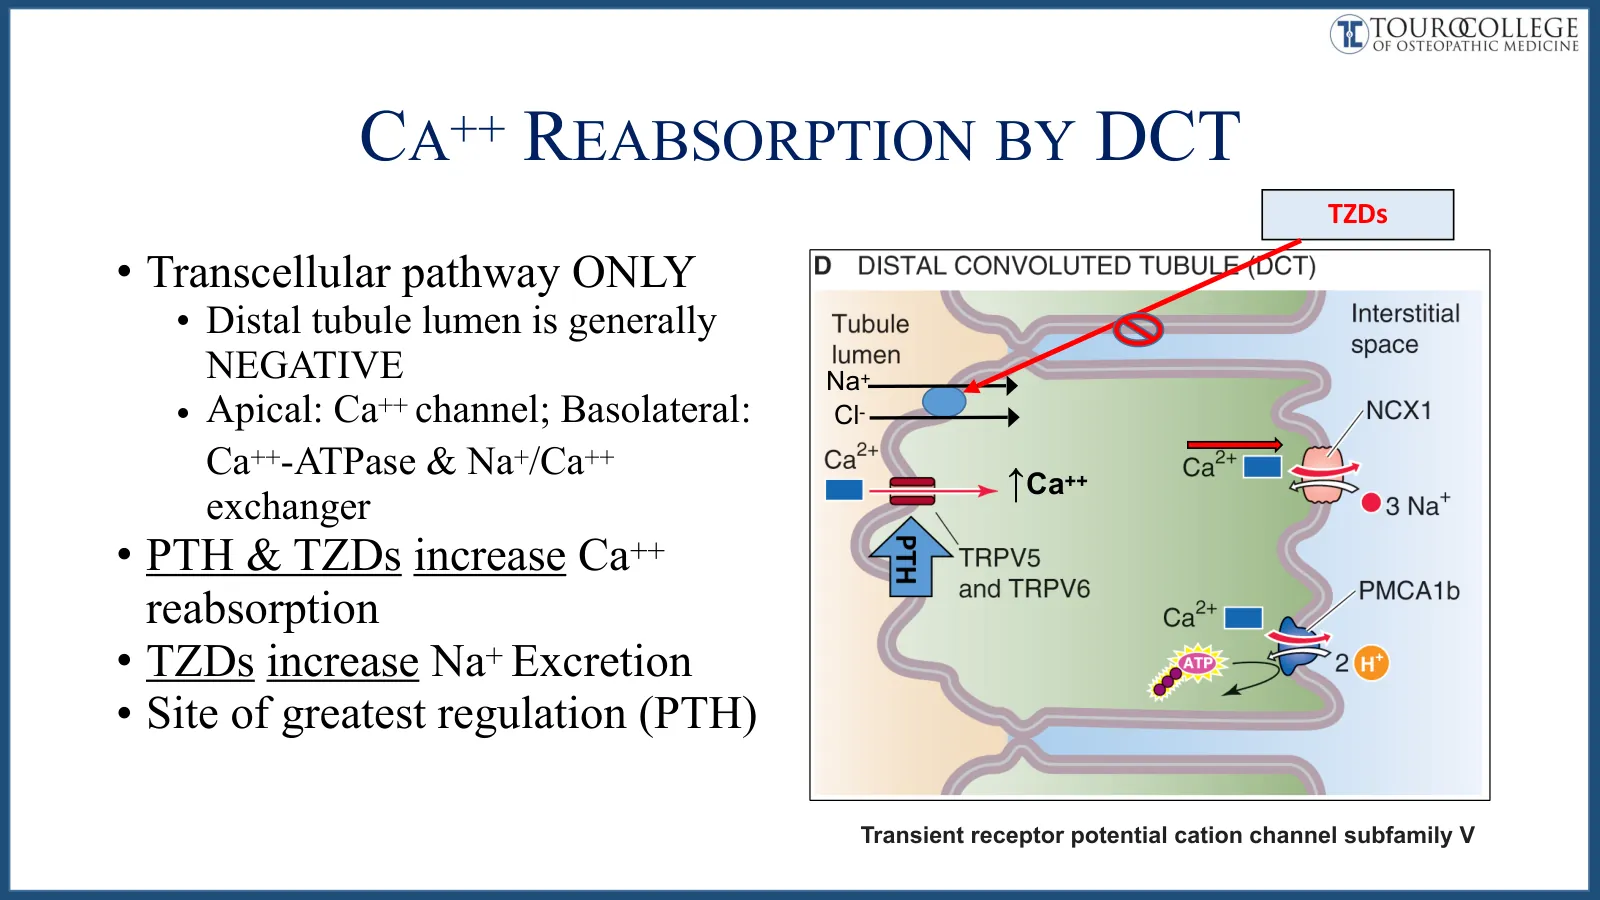 TOURO COLLEGE
OF OSTEOPATHIC MEDICINE
CA++ REABSORPTION BY DCT
• Transcellular pathway ONLY
• Distal tubule lumen is generally
NEGATIVE
• Apical: Ca++ channel; Basolateral:
Ca++-ATPase & Na+/Ca++
exchanger
• PTH & TZDs increase Ca++
reabsorption
• TZDs increase Na+ Excretion
• Site of greatest regulation (PTH)
TZDs
D DISTAL CONVOLUTED TUBULE (DCT)
Tubule
lumen
Interstitial
space
Na+
Cl-
Ca2+
↑Ca++
PTH
TRPV5
and TRPV6
NCX1
Ca2+
3 Na+
PMCA1b
Ca2+
ATP
2 H+
Transient receptor potential cation channel subfamily V